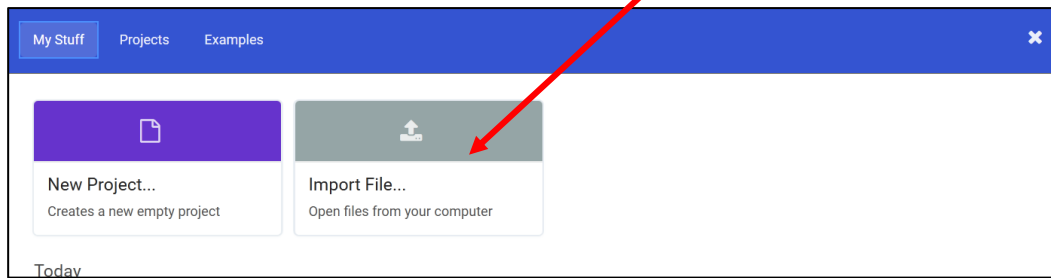 My Stuff Projects Examples
New Project...
Creates a new empty project
Import File...
Open files from your computer
Today